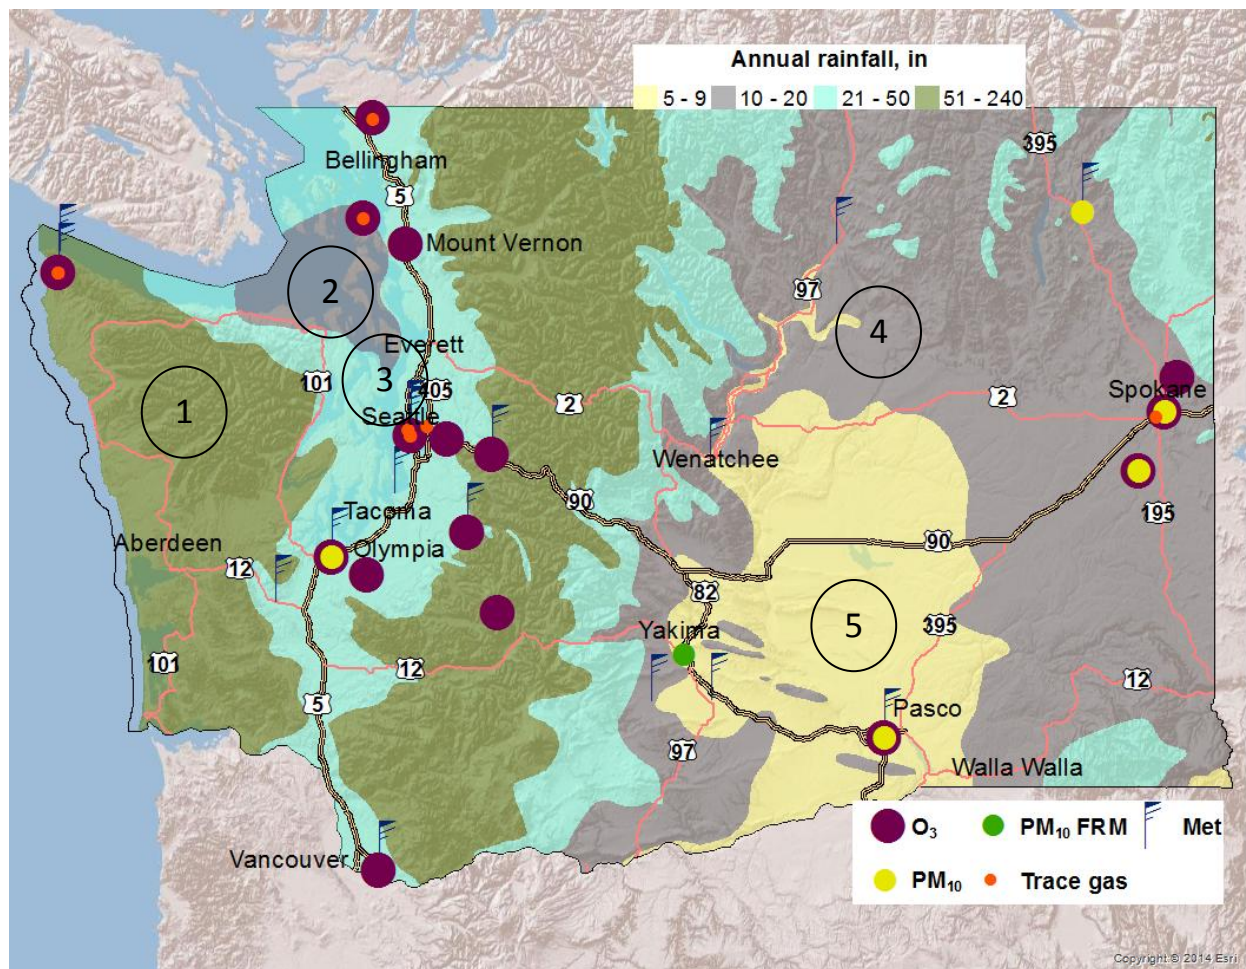 Annual rainfall, in
5 - 9 10 - 20 21 - 50 51 - 240
395
Bellingham
5
Mount Vernon
2
97
4
Everett
3
101
405
1
Seattle
2
2
Spokane
Wenatchee
90
Tacoma
195
Aberdeen
Olympia
90
12
82
5
395
Yakima
101
12
12
5
Pasco
97
Walla Walla
Vancouver
O3 PM10 FRM Met
PM10 Trace gas
Copyright:© 2014 Esri